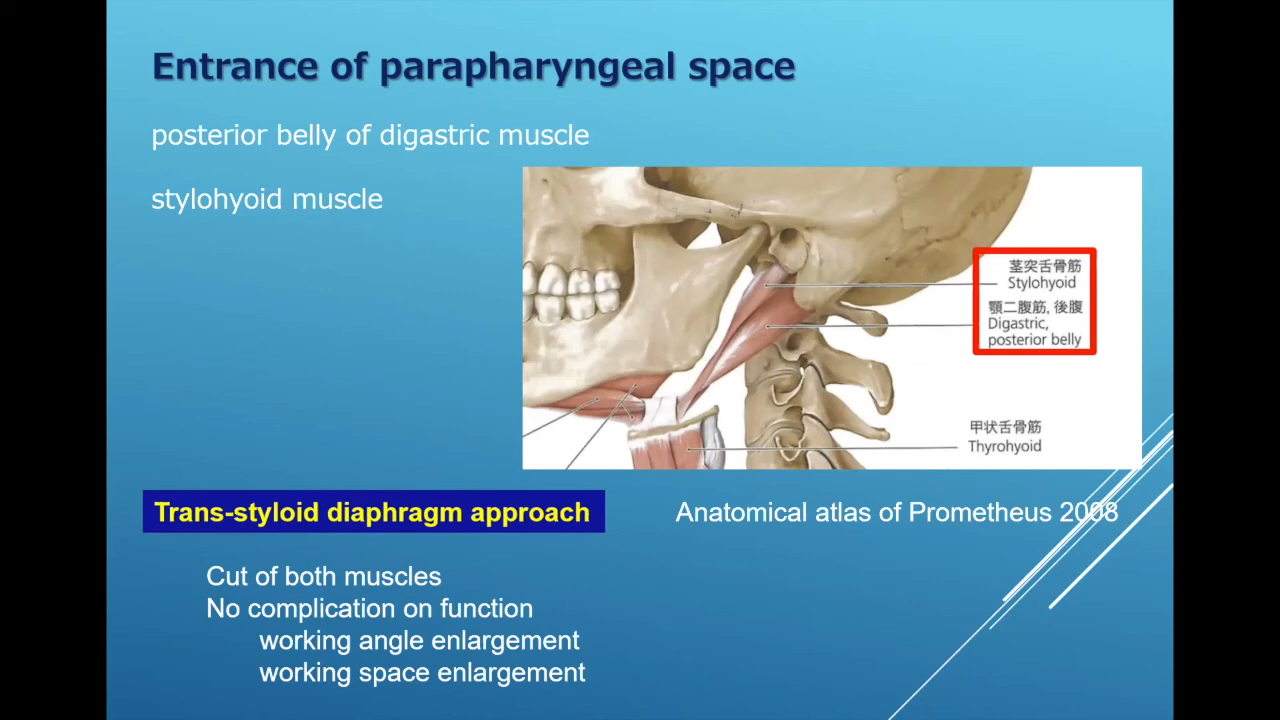 Entrance of parapharyngeal space
posterior belly of digastric muscle
stylohyoid muscle
茎突舌骨筋
Stylohyoid
顎二腹筋, 後腹
Digastric,
posterior belly
甲状舌骨筋
Thyrohyoid
Trans-styloid diaphragm approach
Anatomical atlas of Prometheus 2008
Cut of both muscles
No complication on function
working angle enlargement
working space enlargement